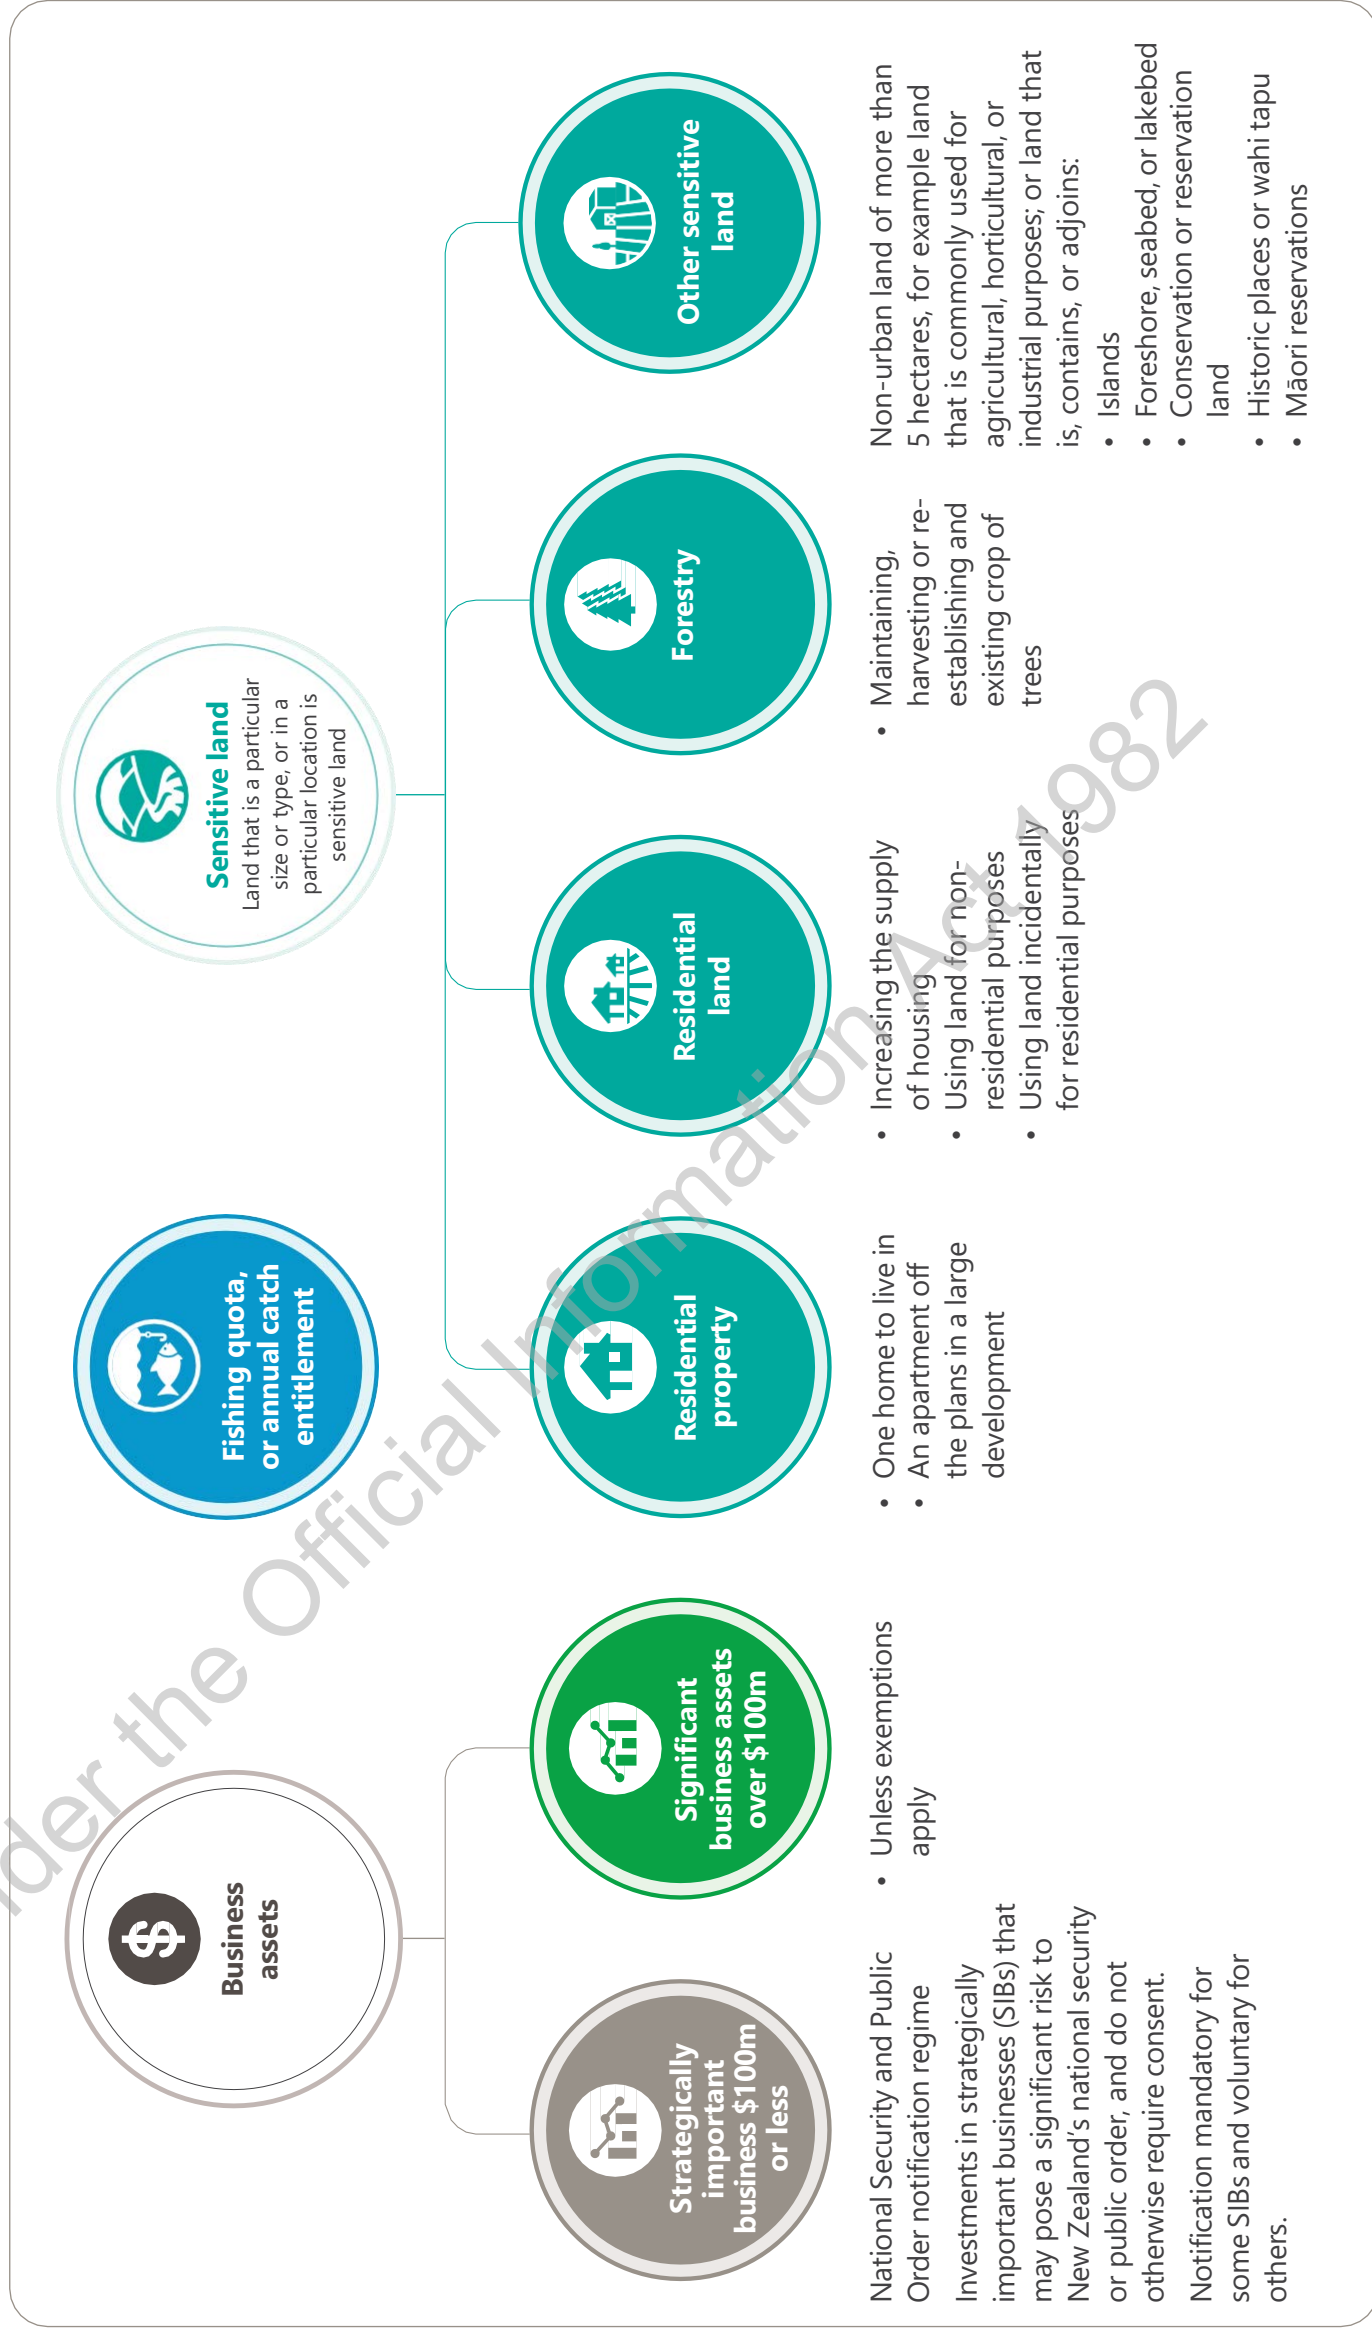 Business
assets
Fishing quota,
or annual catch
entitlement
Sensitive land
Land that is a particular
size or type, or in a
particular location is
sensitive land
Strategically
important
business $100m
or less
Significant
business assets
over $100m
Residential
property
Residential
land
Forestry
Other sensitive
land
National Security and Public
Order notification regime
Investments in strategically
important businesses (SIBs) that
may pose a significant risk to
New Zealand's national security
or public order, and do not
otherwise require consent.
Notification mandatory for
some SIBs and voluntary for
others.
• Unless exemptions
apply
• One home to live in
• An apartment off
the plans in a large
development
• Increasing the supply
of housing
• Using land for non-
residential purposes
• Using land incidentally
for residential purposes
• Maintaining,
harvesting or re-
establishing and
existing crop of
trees
Non-urban land of more than
5 hectares, for example land
that is commonly used for
agricultural, horticultural, or
industrial purposes; or land that
is, contains, or adjoins:
• Islands
• Foreshore, seabed, or lakebed
• Conservation or reservation
land
• Historic places or wahi tapu
• Māori reservations
the Official Information Act 1982